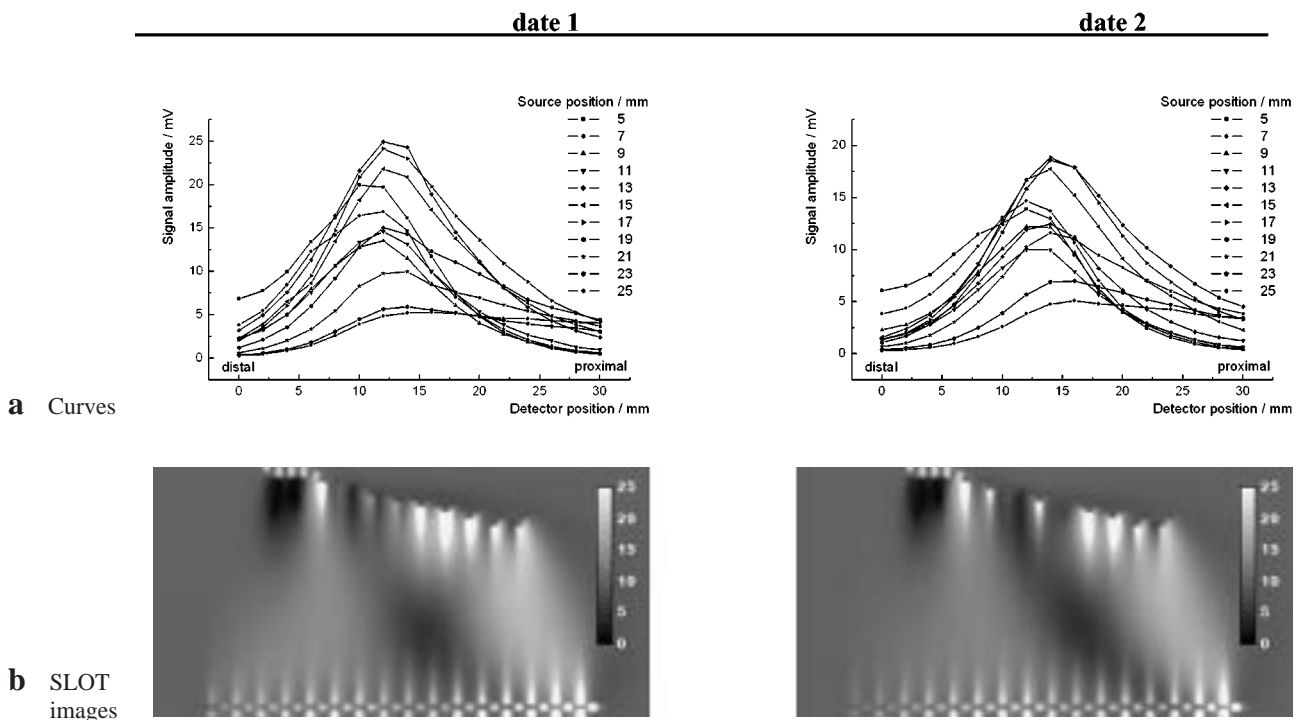 date 1
date 2
Source position / mm
5
7
9
11
13
15
17
19
21
23
25
Signal amplitude / mV
25
20
15
10
5
0
distal
proximal
0 5 10 15 20 25 30
Detector position / mm
Source position / mm
5
7
9
11
13
15
17
19
21
23
25
Signal amplitude / mV
20
15
10
5
0
distal
proximal
0 5 10 15 20 25 30
Detector position / mm
a Curves
25
20
15
10
5
0
25
20
15
10
5
0
b SLOT
images